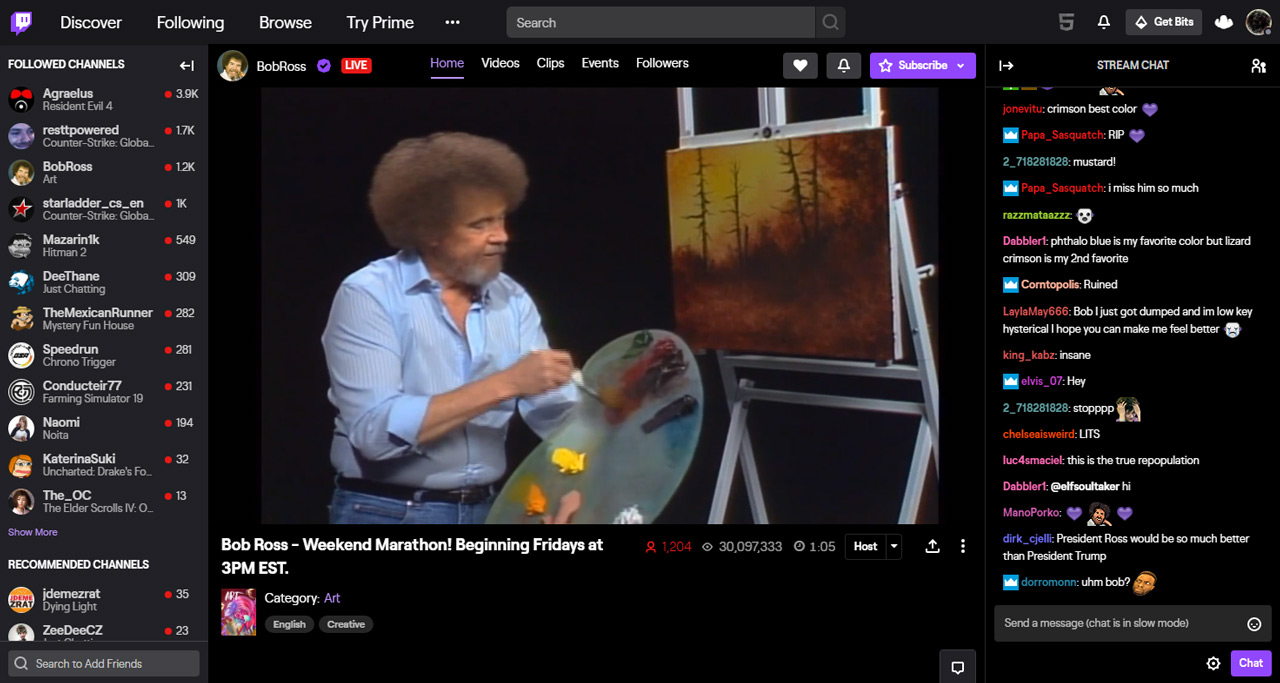 Discover Following Browse Try Prime
Search
Get Bits
FOLLOWED CHANNELS
Agraelus 3.9K
Resident Evil 4
resttpowered 1.7K
Counter-Strike: Globa...
BobRoss 1.2K
Art
starladder_cs_en 1K
Counter-Strike: Globa...
Mazarin1k 549
Hitman 2
DeeThane 309
Just Chatting
TheMexicanRunner 282
Mystery Fun House
Speedrun 281
Chrono Trigger
Conducteir77 231
Farming Simulator 19
Naomi 194
Noita
KaterinaSuki 32
Uncharted: Drake's Fo...
The_OC 13
The Elder Scrolls IV: O...
Show More
RECOMMENDED CHANNELS
jdemezrat 35
Dying Light
ZeeDeeCZ 23
Search to Add Friends
BobRoss LIVE
Home Videos Clips Events Followers
Subscribe
Bob Ross - Weekend Marathon! Beginning Fridays at
3PM EST.
1,204 30,097,333 1:05 Host
Category: Art
English Creative
STREAM CHAT
jonevitu: crimson best color
Papa_Sasquatch: RIP
2_718281828: mustard!
Papa_Sasquatch: i miss him so much
razzmataazzz:
Dabbler1: phthalo blue is my favorite color but lizard
crimson is my 2nd favorite
Corntopolis: Ruined
LaylaMay666: Bob I just got dumped and im low key
hysterical I hope you can make me feel better
king_kabz: insane
elvis_07: Hey
2_718281828: stopppp
chelseaisweird: LITS
luc4smaciel: this is the true repopulation
Dabbler1: @elfsoultaker hi
ManoPorko:
dirk_cjelli: President Ross would be so much better
than President Trump
dorromonn: uhm bob?
Send a message (chat is in slow mode)
Chat